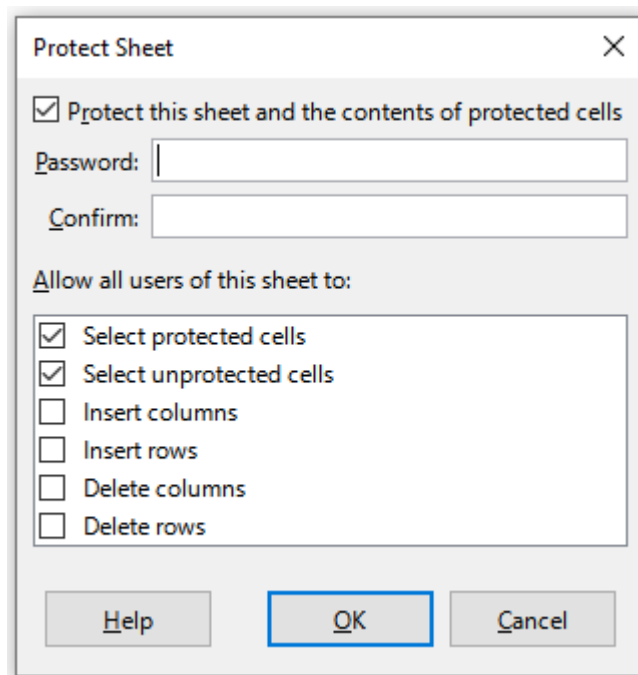 Protect Sheet
Protect this sheet and the contents of protected cells
Password:
Confirm:
Allow all users of this sheet to:
Select protected cells
Select unprotected cells
Insert columns
Insert rows
Delete columns
Delete rows
Help OK Cancel